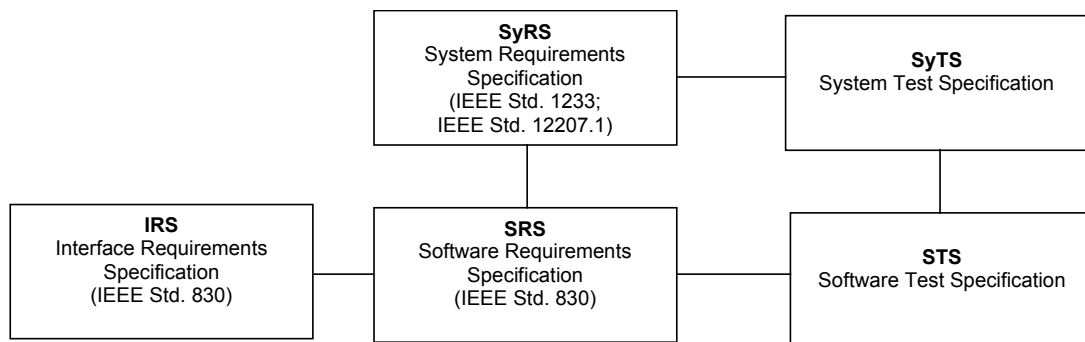 SyRS
System Requirements
Specification
(IEEE Std. 1233;
IEEE Std. 12207.1)
SyTS
System Test Specification
IRS
Interface Requirements
Specification
(IEEE Std. 830)
SRS
Software Requirements
Specification
(IEEE Std. 830)
STS
Software Test Specification